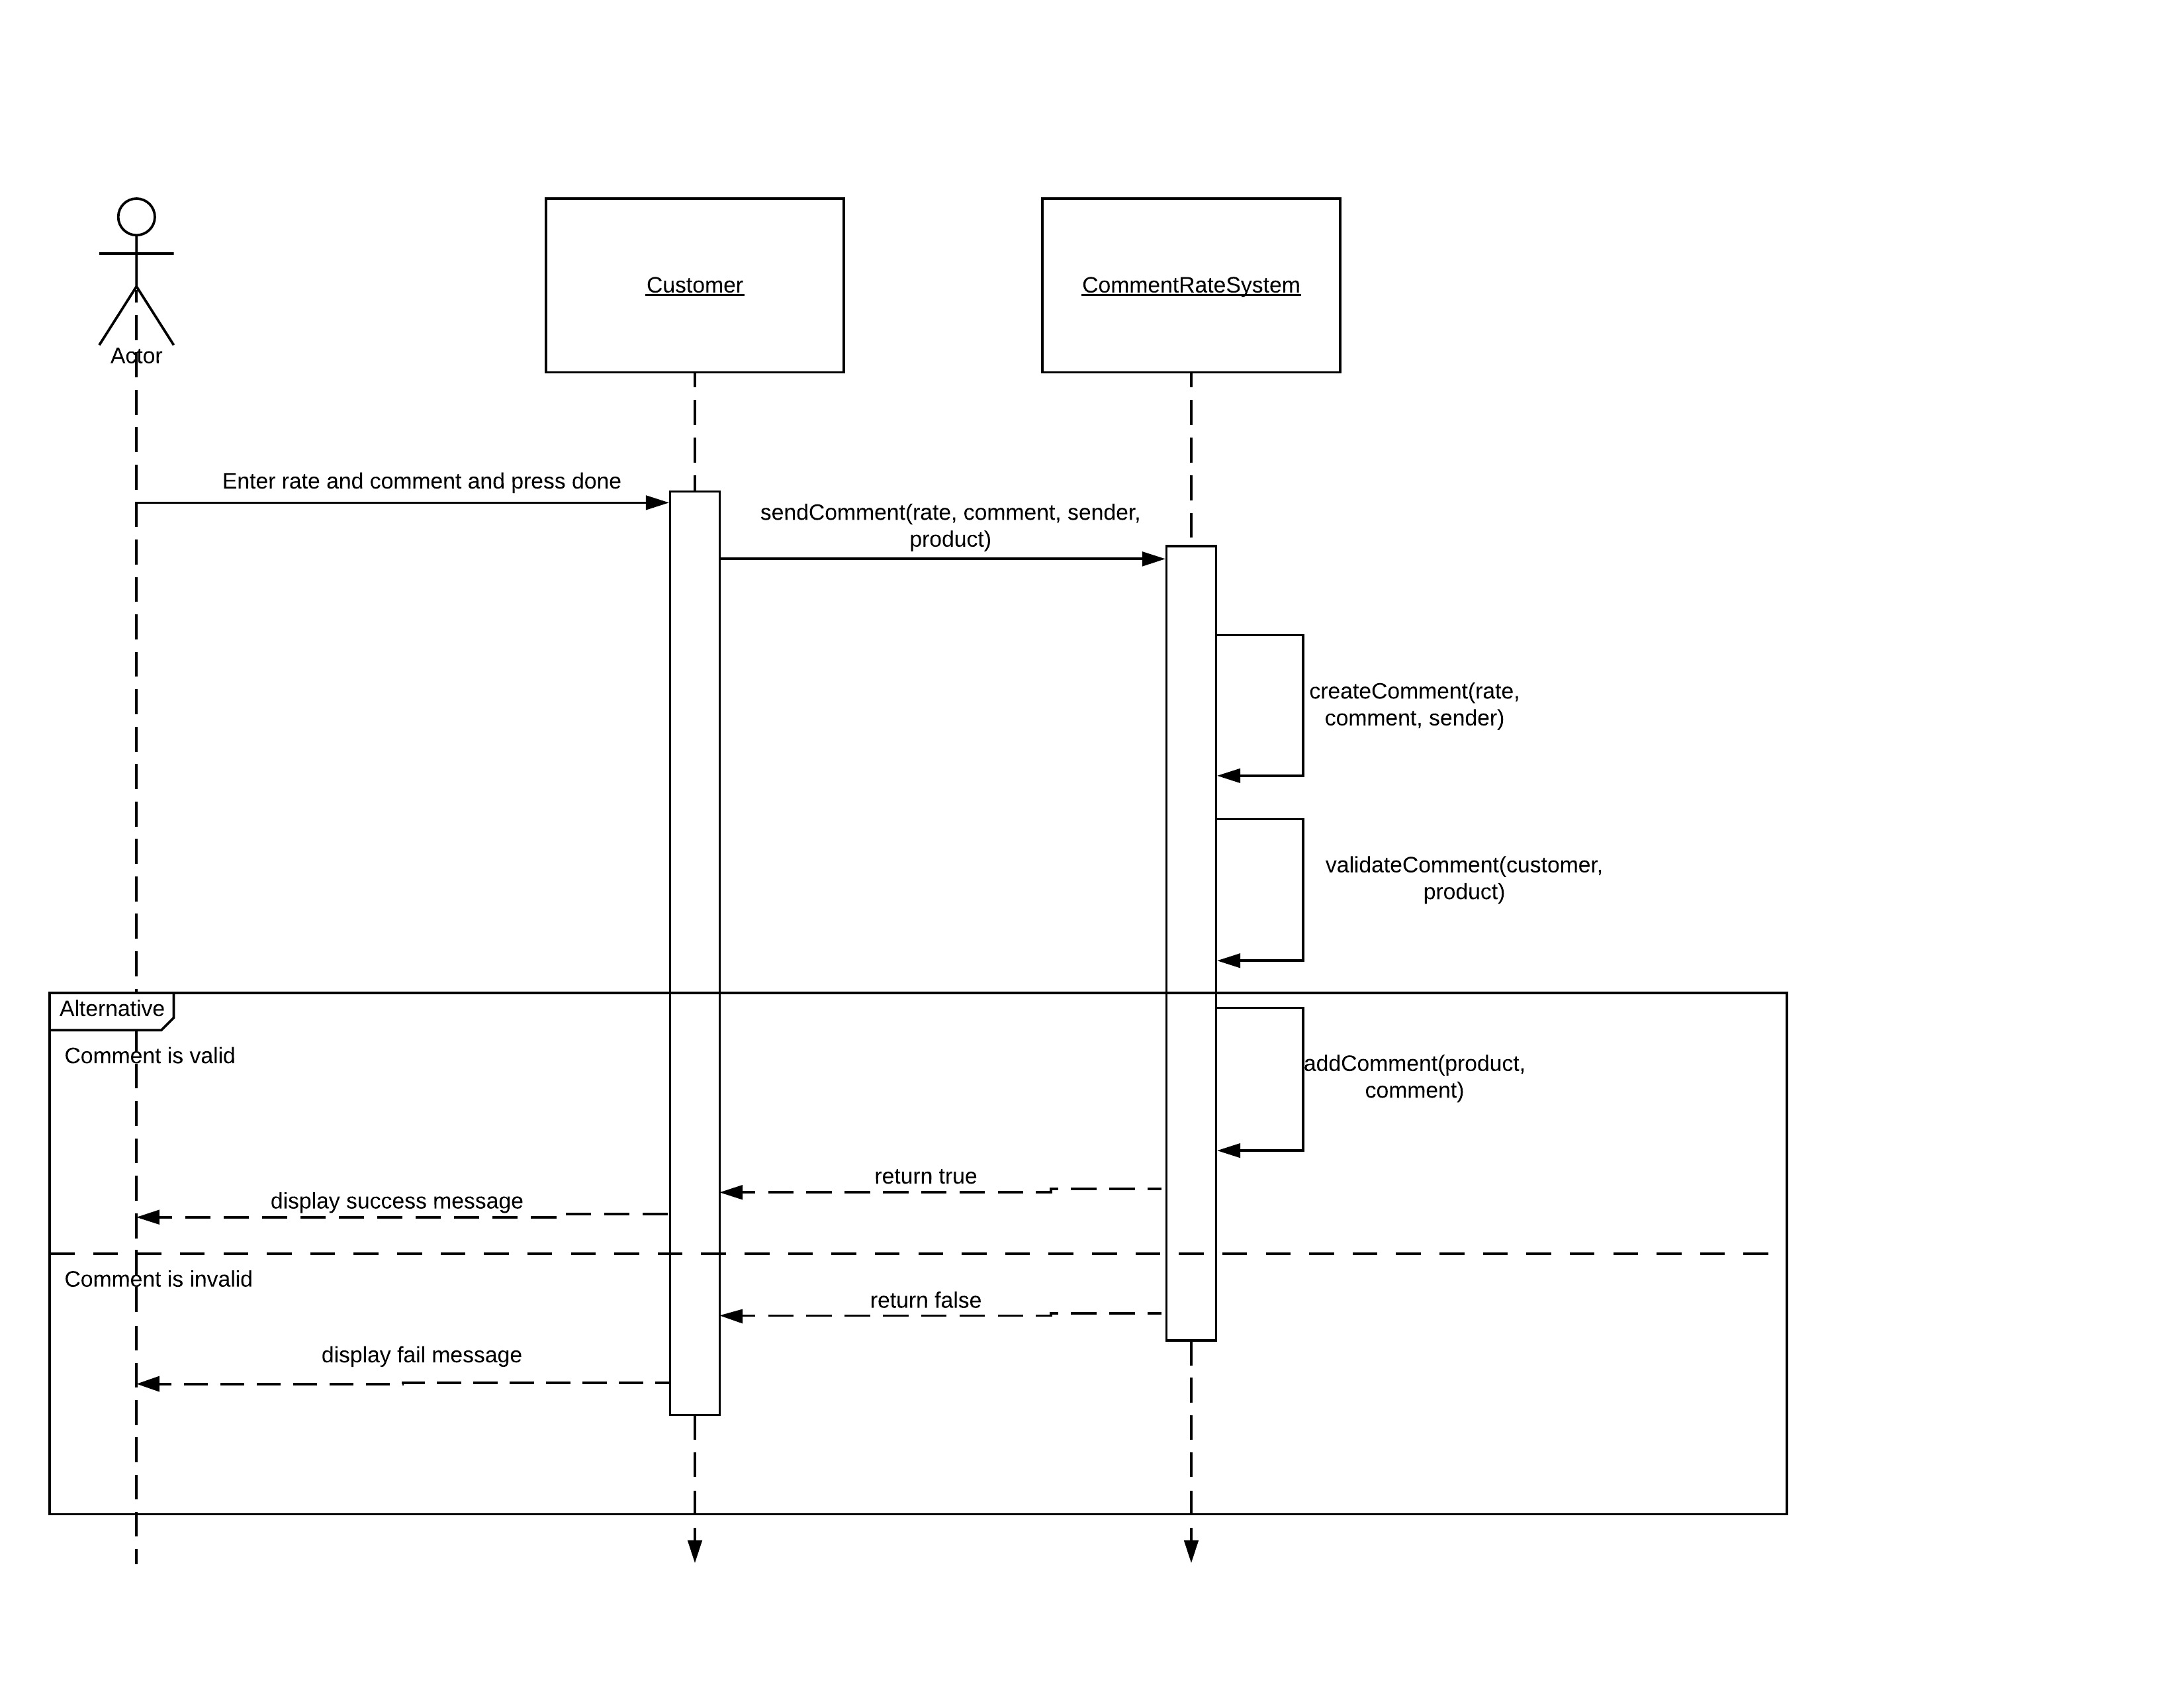 Customer
CommentRateSystem
Actor
Enter rate and comment and press done
sendComment(rate, comment, sender,
product)
createComment(rate,
comment, sender)
validateComment(customer,
product)
Alternative
Comment is valid
addComment(product,
comment)
return true
display success message
Comment is invalid
return false
display fail message